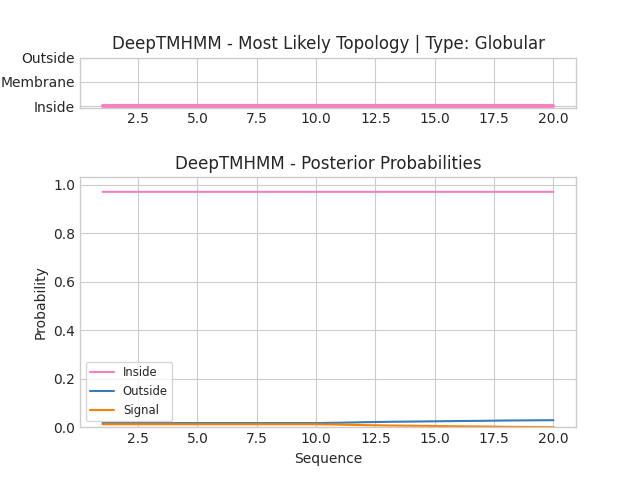 DeepTMHMM - Most Likely Topology | Type: Globular
Outside
Membrane
Inside
2.5 5.0 7.5 10.0 12.5 15.0 17.5 20.0
DeepTMHMM - Posterior Probabilities
1.0
0.8
0.6
0.4
0.2
0.0
Probability
Inside
Outside
Signal
2.5 5.0 7.5 10.0 12.5 15.0 17.5 20.0
Sequence